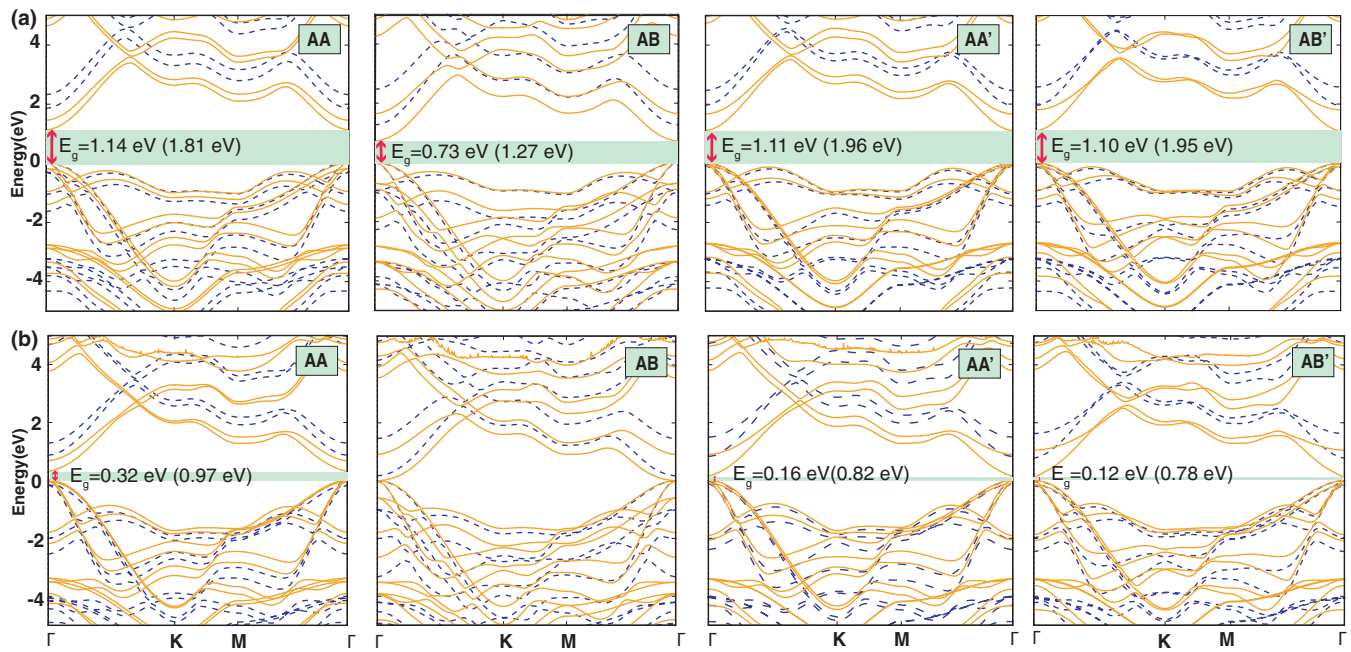 (a)
AA
AB
AA'
AB'
4
2
0
-2
-4
Energy(eV)
Eg=1.14 eV (1.81 eV)
Eg=0.73 eV (1.27 eV)
Eg=1.11 eV (1.96 eV)
Eg=1.10 eV (1.95 eV)
(b)
AA
AB
AA'
AB'
4
2
0
-2
-4
Energy(eV)
Eg=0.32 eV (0.97 eV)
Eg=0.16 eV(0.82 eV)
Eg=0.12 eV (0.78 eV)
Γ K M Γ
Γ K M Γ
Γ K M Γ
Γ K M Γ